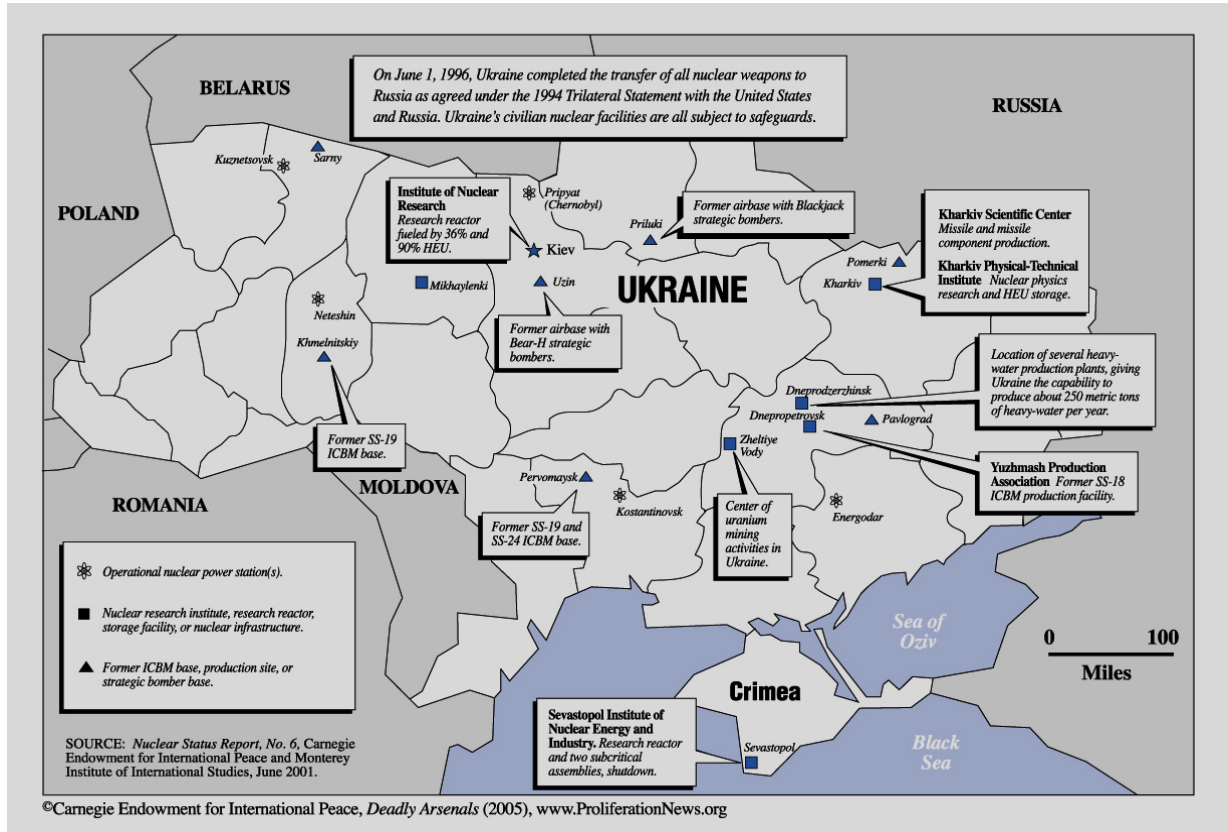 BELARUS
On June 1, 1996, Ukraine completed the transfer of all nuclear weapons to
Russia as agreed under the 1994 Trilateral Statement with the United States
and Russia. Ukraine's civilian nuclear facilities are all subject to safeguards.
RUSSIA
POLAND
Kuznetsovsk
Sarny
Institute of Nuclear
Research
Research reactor
fueled by 36% and
90% HEU.
Pripyat
(Chernobyl)
Former airbase with Blackjack
strategic bombers.
Priluki
Kiev
Kharkiv Scientific Center
Missile and missile
component production.
Kharkiv Physical-Technical
Institute Nuclear physics
research and HEU storage.
Pomerki
Kharkiv
Mikhaylenki
Uzin
UKRAINE
Neteshin
Khmelnitskiy
Former airbase with
Bear-H strategic
bombers.
Location of several heavy-
water production plants, giving
Ukraine the capability to
produce about 250 metric tons
of heavy-water per year.
Dneprodzerzhinsk
Dnepropetrovsk
Pavlograd
Former SS-19
ICBM base.
Zheltiye
Vody
Yuzhmash Production
Association Former SS-18
ICBM production facility.
MOLDOVA
ROMANIA
Pervomaysk
Kostantinovsk
Energodar
Former SS-19 and
SS-24 ICBM base.
Center of
uranium
mining
activities in
Ukraine.
Operational nuclear power station(s).
Nuclear research institute, research reactor,
storage facility, or nuclear infrastructure.
Former ICBM base, production site, or
strategic bomber base.
Sea of
Oziv
0 100
Miles
Crimea
Sevastopol Institute of
Nuclear Energy and
Industry. Research reactor
and two subcritical
assemblies, shutdown.
Sevastopol
Black
Sea
SOURCE: Nuclear Status Report, No. 6, Carnegie
Endowment for International Peace and Monterey
Institute of International Studies, June 2001.
©Carnegie Endowment for International Peace, Deadly Arsenals (2005), www.ProliferationNews.org